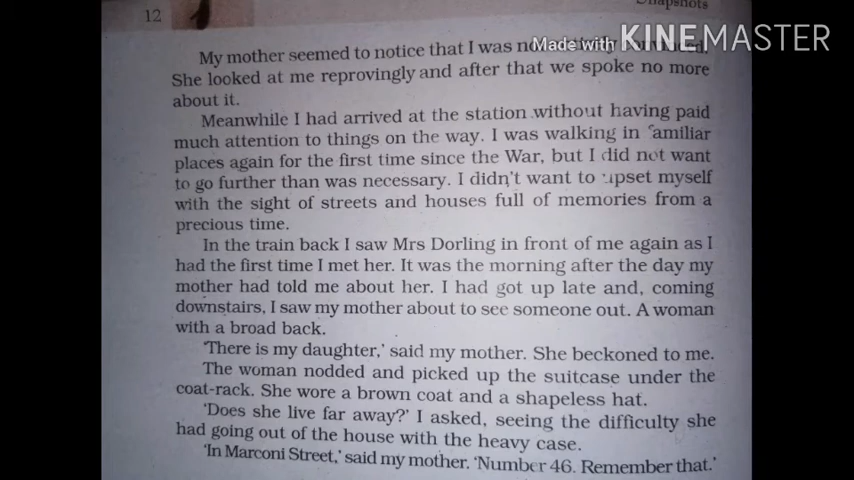 12
Snapshots
Made with KINEMASTER
My mother seemed to notice that I was not
She looked at me reprovingly and after that we spoke no more
about it.
Meanwhile I had arrived at the station without having paid
much attention to things on the way. I was walking in familiar
places again for the first time since the War, but I did not want
to go further than was necessary. I didn't want to upset myself
with the sight of streets and houses full of memories from a
precious time.
In the train back I saw Mrs Dorling in front of me again as I
had the first time I met her. It was the morning after the day my
mother had told me about her. I had got up late and, coming
downstairs, I saw my mother about to see someone out. A woman
with a broad back.
'There is my daughter,' said my mother. She beckoned to me.
The woman nodded and picked up the suitcase under the
coat-rack. She wore a brown coat and a shapeless hat.
'Does she live far away?' I asked, seeing the difficulty she
had going out of the house with the heavy case.
'In Marconi Street,' said my mother. 'Number 46. Remember that.'